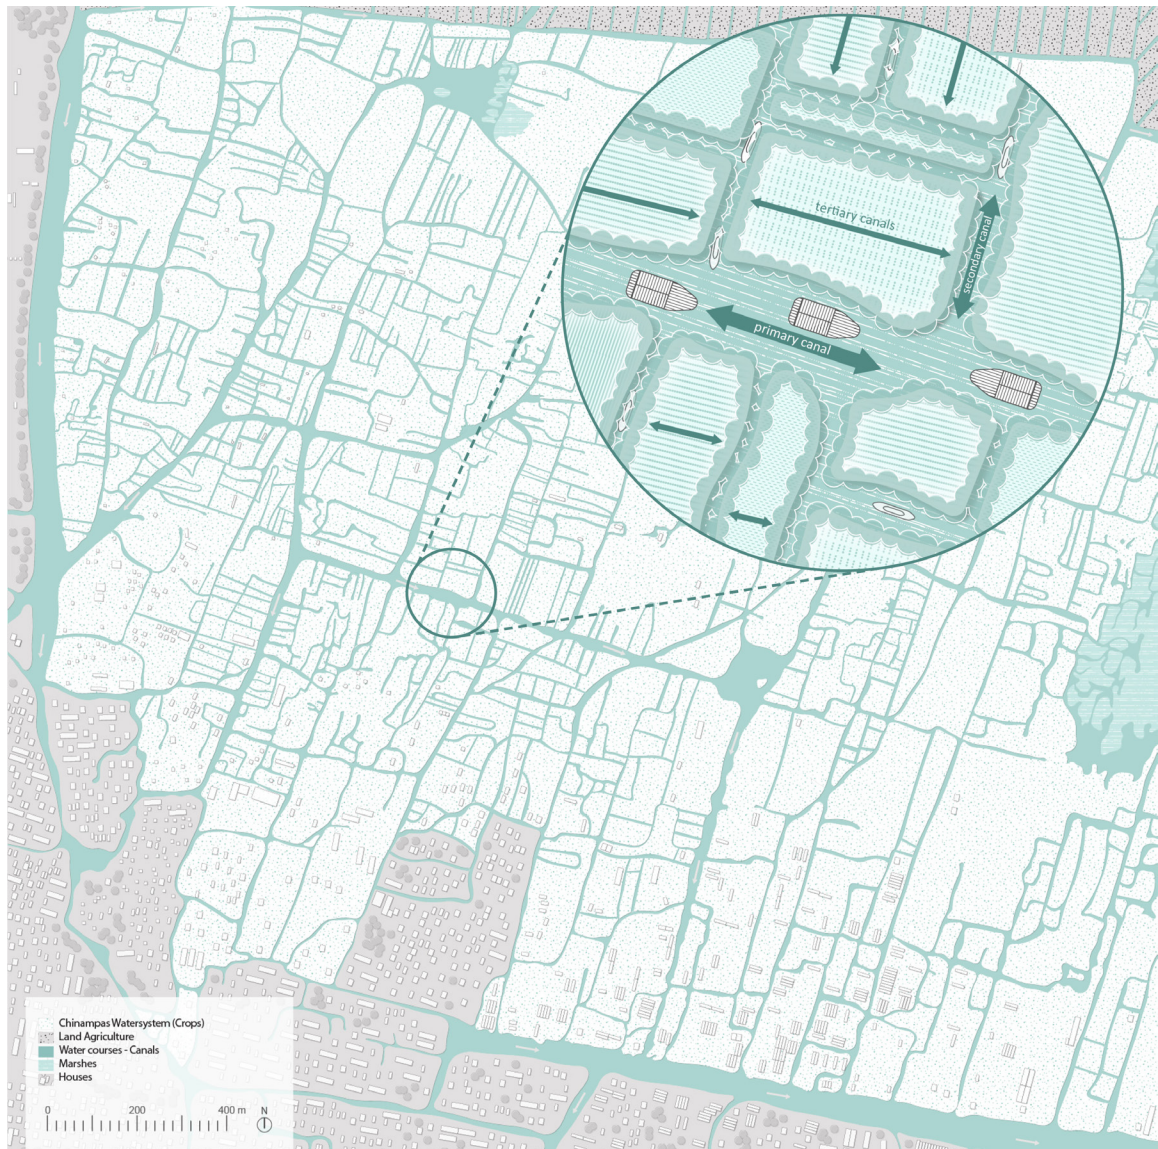 tertiary canals
secondary canal
primary canal
Chinampas Watersystem (Crops)
Land Agriculture
Water courses - Canals
Marshes
Houses
0 200 400 m N